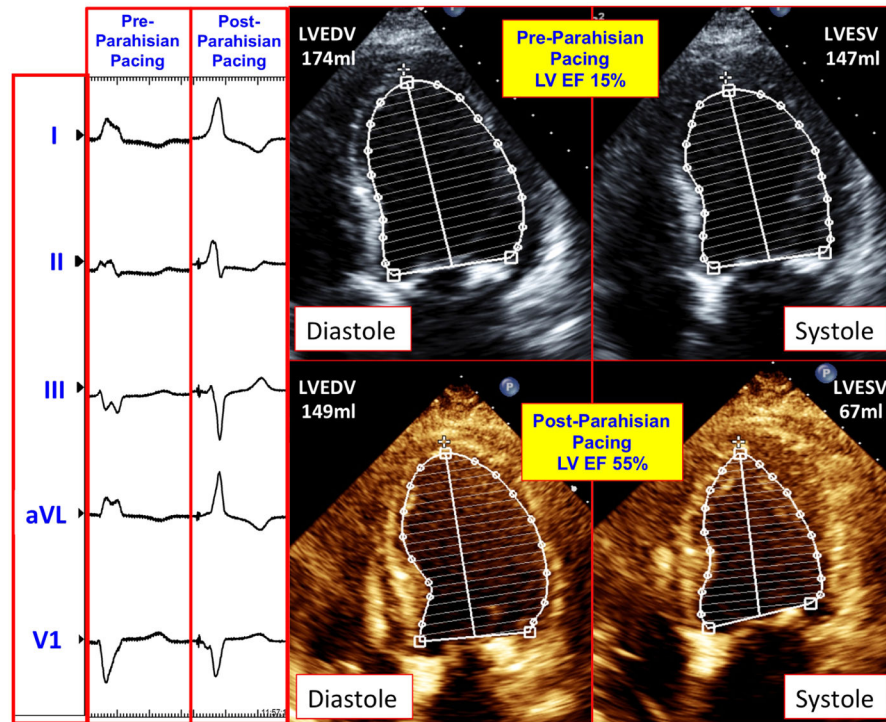 Pre-
Parahisian
Pacing
Post-
Parahisian
Pacing
I
II
III
aVL
V1
LVEDV
174ml
Pre-Parahisian
Pacing
LV EF 15%
LVESV
147ml
Diastole
Systole
LVEDV
149ml
Post-Parahisian
Pacing
LV EF 55%
P
LVESV
67ml
Diastole
Systole